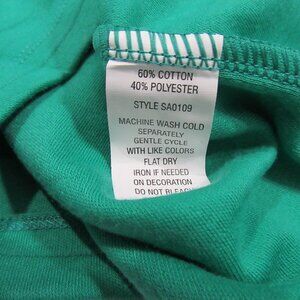 60% COTTON
40% POLYESTER
STYLE SA0109
MACHINE WASH COLD
SEPARATELY
GENTLE CYCLE
WITH LIKE COLORS
FLAT DRY
IRON IF NEEDED
ON DECORATION
DO NOT BLEACH